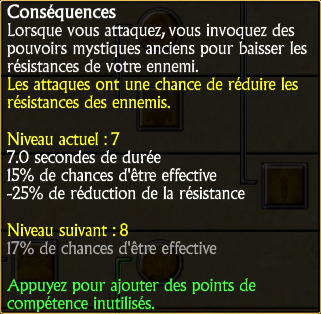 Conséquences
Lorsque vous attaquez, vous invoquez des
pouvoirs mystiques anciens pour baisser les
résistances de votre ennemi.
Les attaques ont une chance de réduire les
résistances des ennemis.
Niveau actuel : 7
7.0 secondes de durée
15% de chances d'être effective
-25% de réduction de la résistance
Niveau suivant : 8
17% de chances d'être effective
Appuyez pour ajouter des points de
compétence inutilisés.